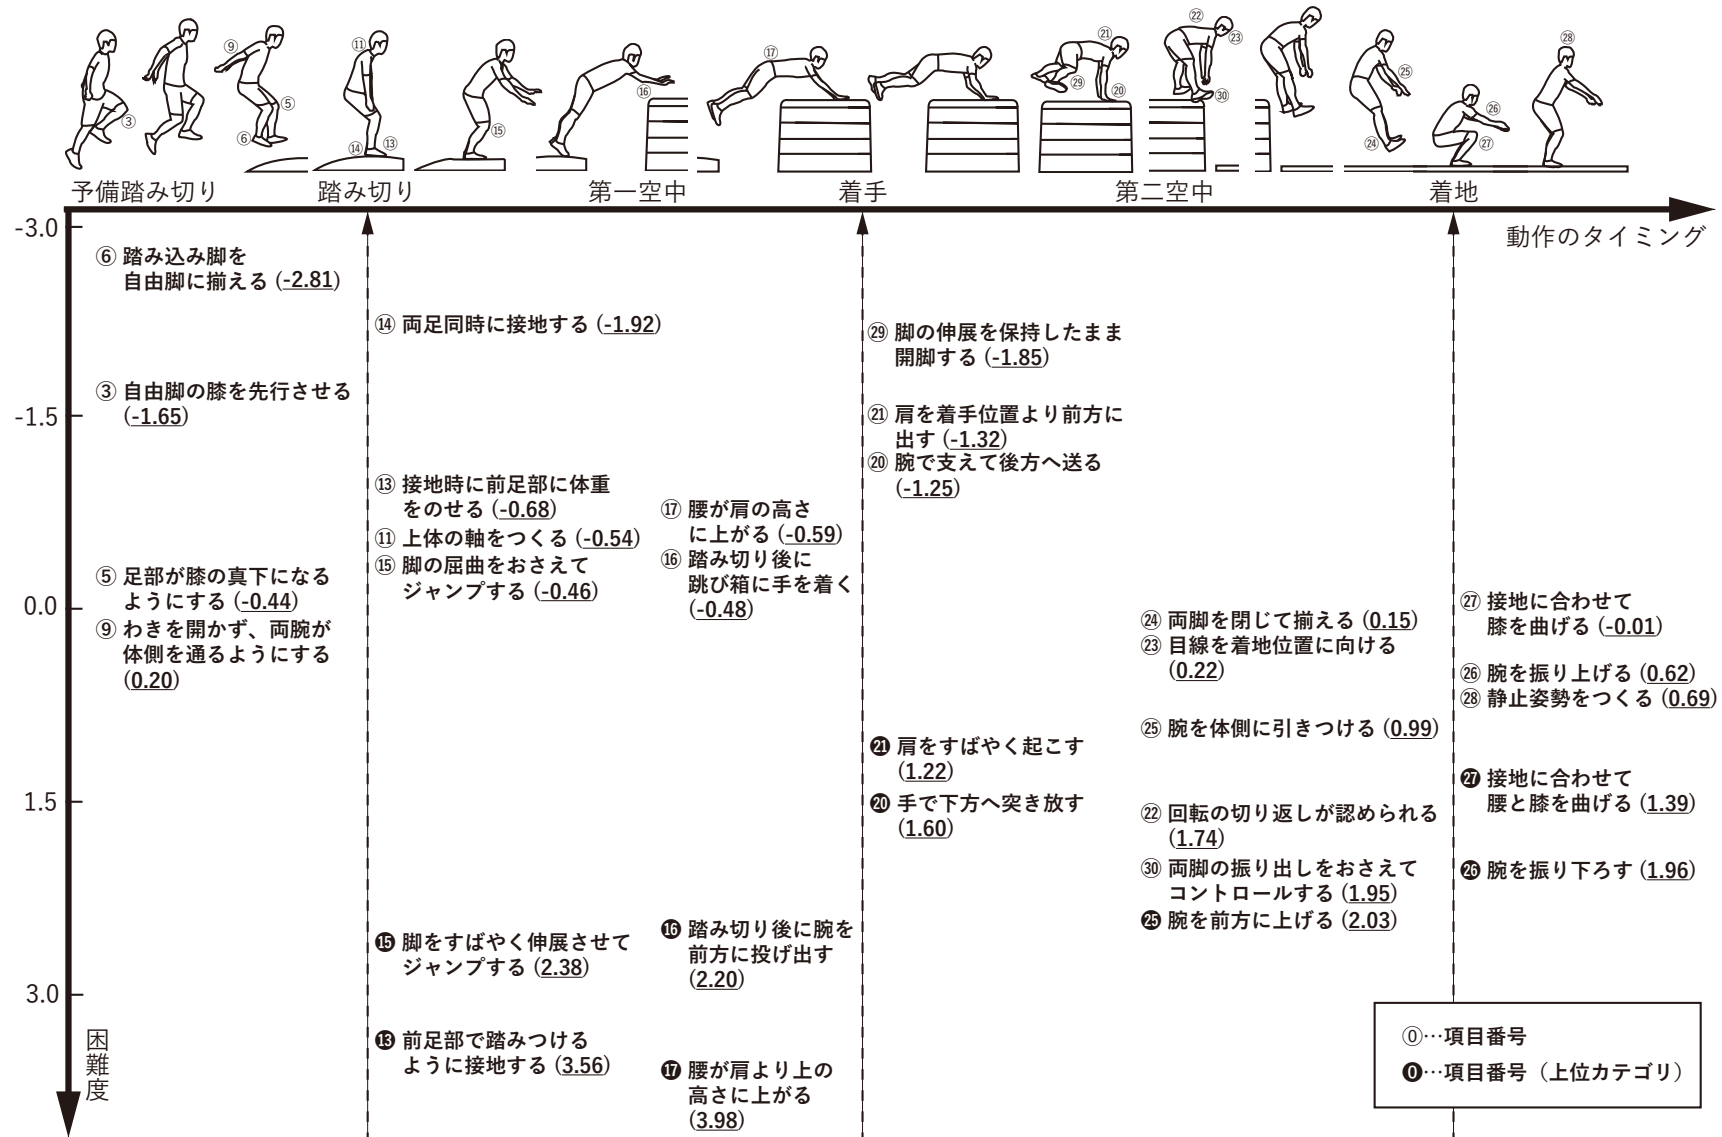 ⑨
⑪
⑰
㉑
㉒
㉓
㉘
③
⑤
⑥
⑭
⑬
⑮
⑯
㉙
⑳
㉚
㉕
㉔
㉖
㉗
予備踏み切り
踏み切り
第一空中
着手
第二空中
着地
動作のタイミング
-3.0
-1.5
0.0
1.5
3.0
困難度
⑥ 踏み込み脚を
自由脚に揃える (-2.81)
③ 自由脚の膝を先行させる
(-1.65)
⑤ 足部が膝の真下になる
ようにする (-0.44)
⑨ わきを開かず、両腕が
体側を通るようにする
(0.20)
⑭ 両足同時に接地する (-1.92)
⑬ 接地時に前足部に体重
をのせる (-0.68)
⑪ 上体の軸をつくる (-0.54)
⑮ 脚の屈曲をおさえて
ジャンプする (-0.46)
⓯ 脚をすばやく伸展させて
ジャンプする (2.38)
⓭ 前足部で踏みつける
ように接地する (3.56)
⑰ 腰が肩の高さ
に上がる (-0.59)
⑯ 踏み切り後に
跳び箱に手を着く
(-0.48)
⓰ 踏み切り後に腕を
前方に投げ出す
(2.20)
⓱ 腰が肩より上の
高さに上がる
(3.98)
㉙ 脚の伸展を保持したまま
開脚する (-1.85)
㉑ 肩を着手位置より前方に
出す (-1.32)
⑳ 腕で支えて後方へ送る
(-1.25)
㉑ 肩をすばやく起こす
(1.22)
⓴ 手で下方へ突き放す
(1.60)
㉔ 両脚を閉じて揃える (0.15)
㉓ 目線を着地位置に向ける
(0.22)
㉕ 腕を体側に引きつける (0.99)
㉒ 回転の切り返しが認められる
(1.74)
㉚ 両脚の振り出しをおさえて
コントロールする (1.95)
㉕ 腕を前方に上げる (2.03)
㉗ 接地に合わせて
膝を曲げる (-0.01)
㉖ 腕を振り上げる (0.62)
㉘ 静止姿勢をつくる (0.69)
㉗ 接地に合わせて
腰と膝を曲げる (1.39)
㉖ 腕を振り下ろす (1.96)
⓪…項目番号
⓿…項目番号（上位カテゴリ）